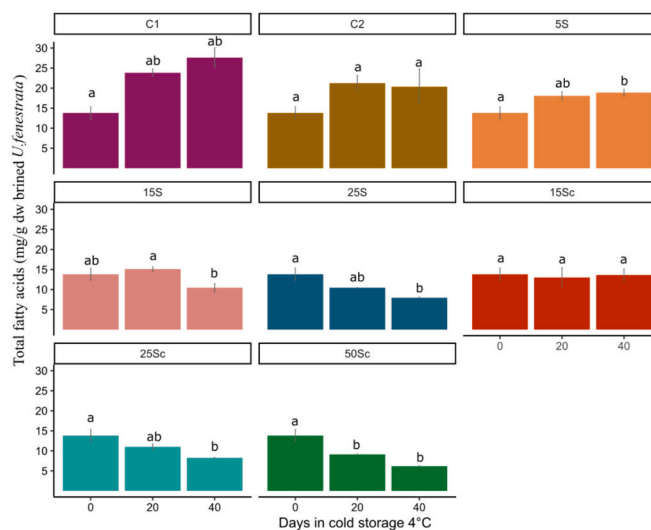 C1 C2 5S
Total fatty acids (mg/g dw brined U.fenestrata)
30
25
20
15
10
5
a ab ab
a a a
a ab b
15S 25S 15Sc
30
25
20
15
10
5
ab a b
a ab b
a a a
0 20 40
25Sc 50Sc
30
25
20
15
10
5
a ab b
a b b
0 20 40
0 20 40
Days in cold storage 4°C